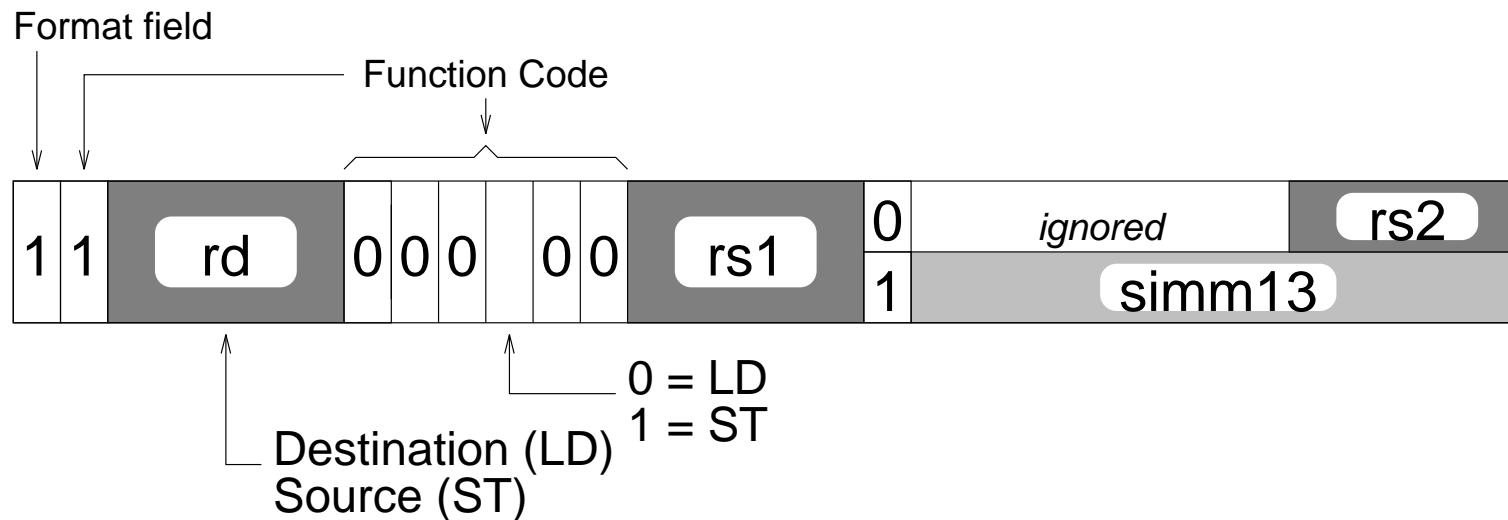 Format field
Function Code
1 1 rd 0 0 0 0 0 rs1 0 ignored rs2
1 simm13
0 = LD
1 = ST
Destination (LD)
Source (ST)